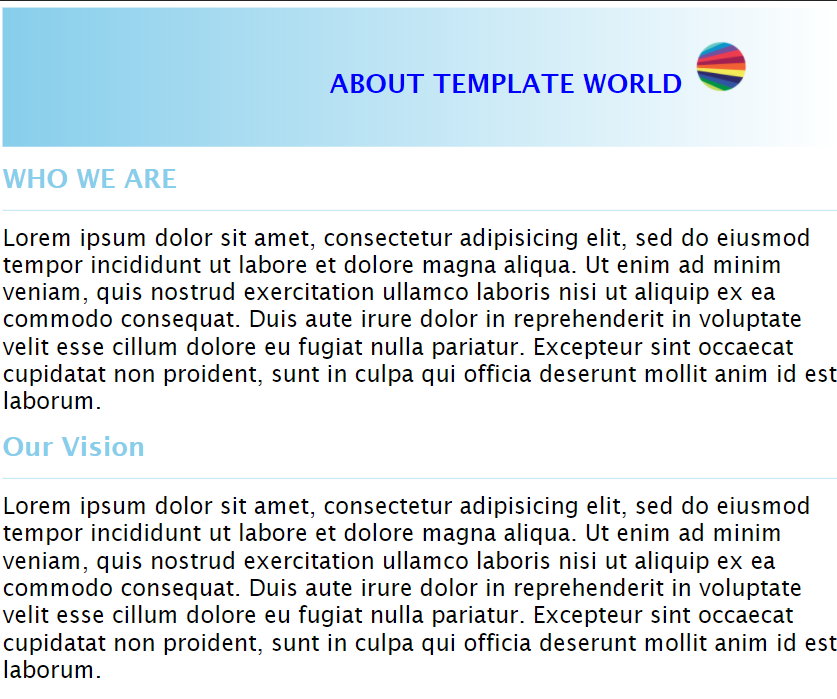 ABOUT TEMPLATE WORLD
WHO WE ARE
Lorem ipsum dolor sit amet, consectetur adipisicing elit, sed do eiusmod
tempor incididunt ut labore et dolore magna aliqua. Ut enim ad minim
veniam, quis nostrud exercitation ullamco laboris nisi ut aliquip ex ea
commodo consequat. Duis aute irure dolor in reprehenderit in voluptate
velit esse cillum dolore eu fugiat nulla pariatur. Excepteur sint occaecat
cupidatat non proident, sunt in culpa qui officia deserunt mollit anim id est
laborum.
Our Vision
Lorem ipsum dolor sit amet, consectetur adipisicing elit, sed do eiusmod
tempor incididunt ut labore et dolore magna aliqua. Ut enim ad minim
veniam, quis nostrud exercitation ullamco laboris nisi ut aliquip ex ea
commodo consequat. Duis aute irure dolor in reprehenderit in voluptate
velit esse cillum dolore eu fugiat nulla pariatur. Excepteur sint occaecat
cupidatat non proident, sunt in culpa qui officia deserunt mollit anim id est
laborum.